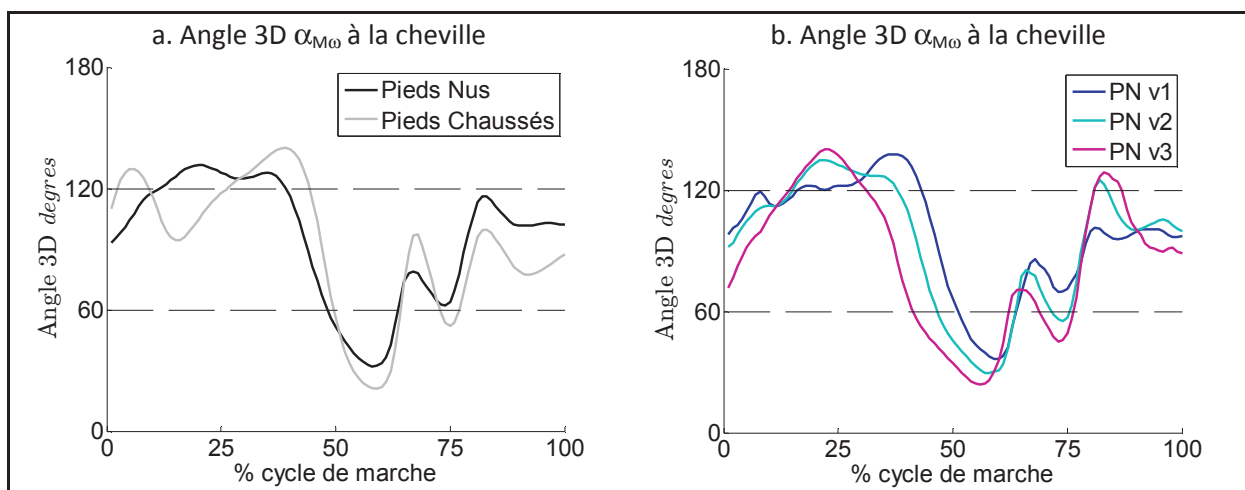 a. Angle 3D αMω à la cheville
180
120
60
0
Angle 3D degres
Pieds Nus
Pieds Chaussés
0 25 50 75 100
% cycle de marche
b. Angle 3D αMω à la cheville
180
120
60
0
Angle 3D degres
PN v1
PN v2
PN v3
0 25 50 75 100
% cycle de marche